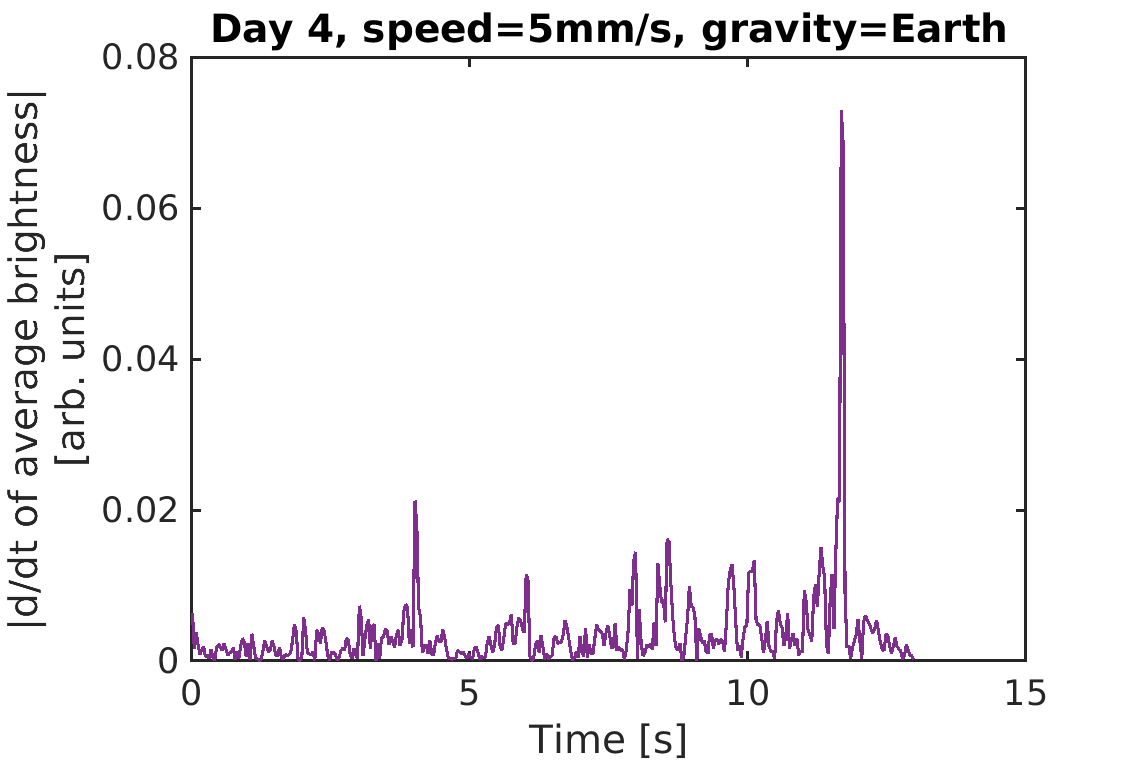 Day 4, speed=5mm/s, gravity=Earth
|d/dt of average brightness|
[arb. units]
0.08
0.06
0.04
0.02
0
0
5
10
15
Time [s]